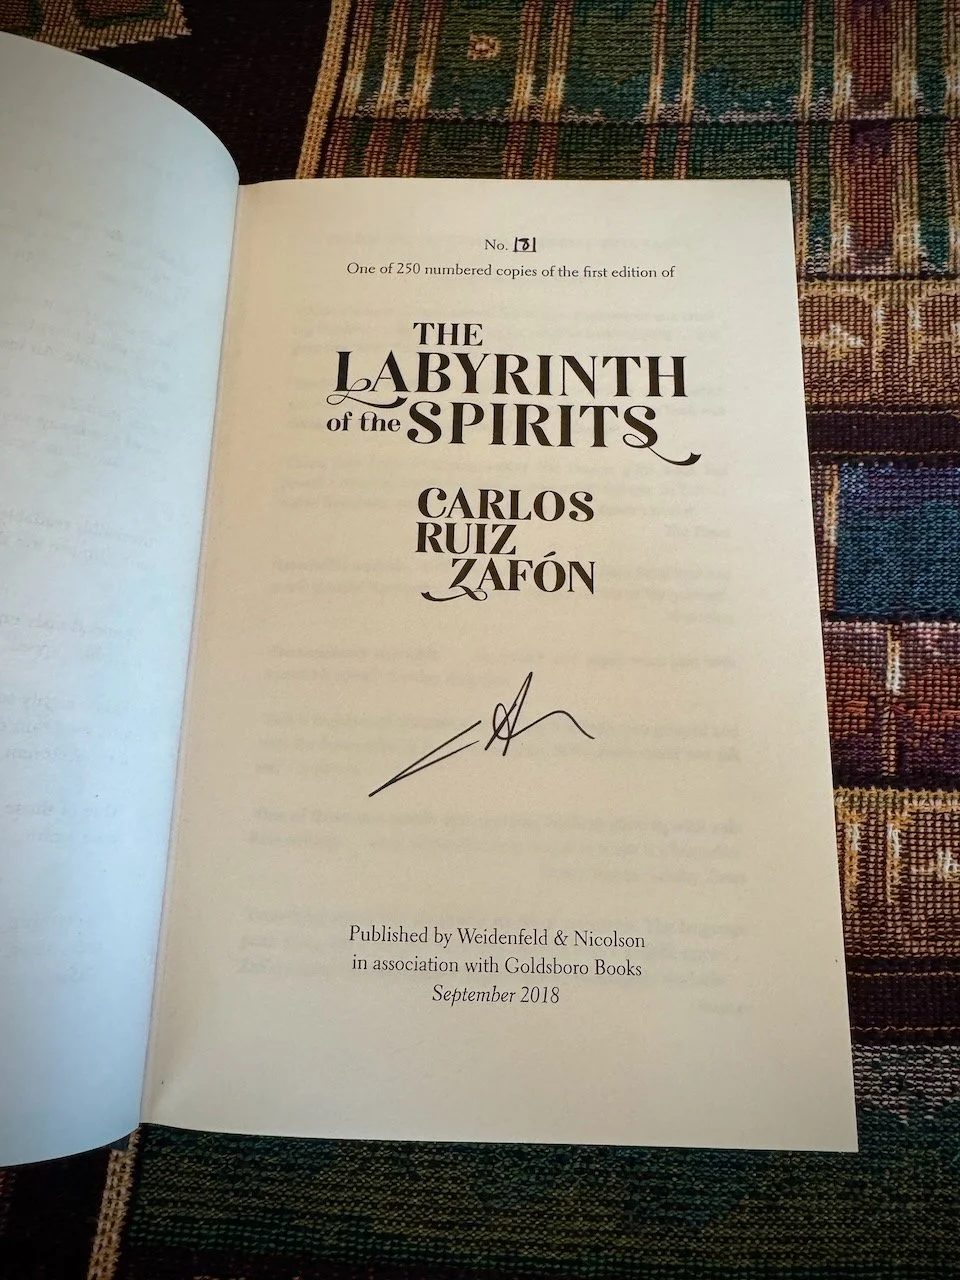 No. 131
One of 250 numbered copies of the first edition of
THE
LABYRINTH
of the SPIRITS
CARLOS
RUIZ
ZAFÓN
Published by Weidenfeld & Nicolson
in association with Goldsboro Books
September 2018